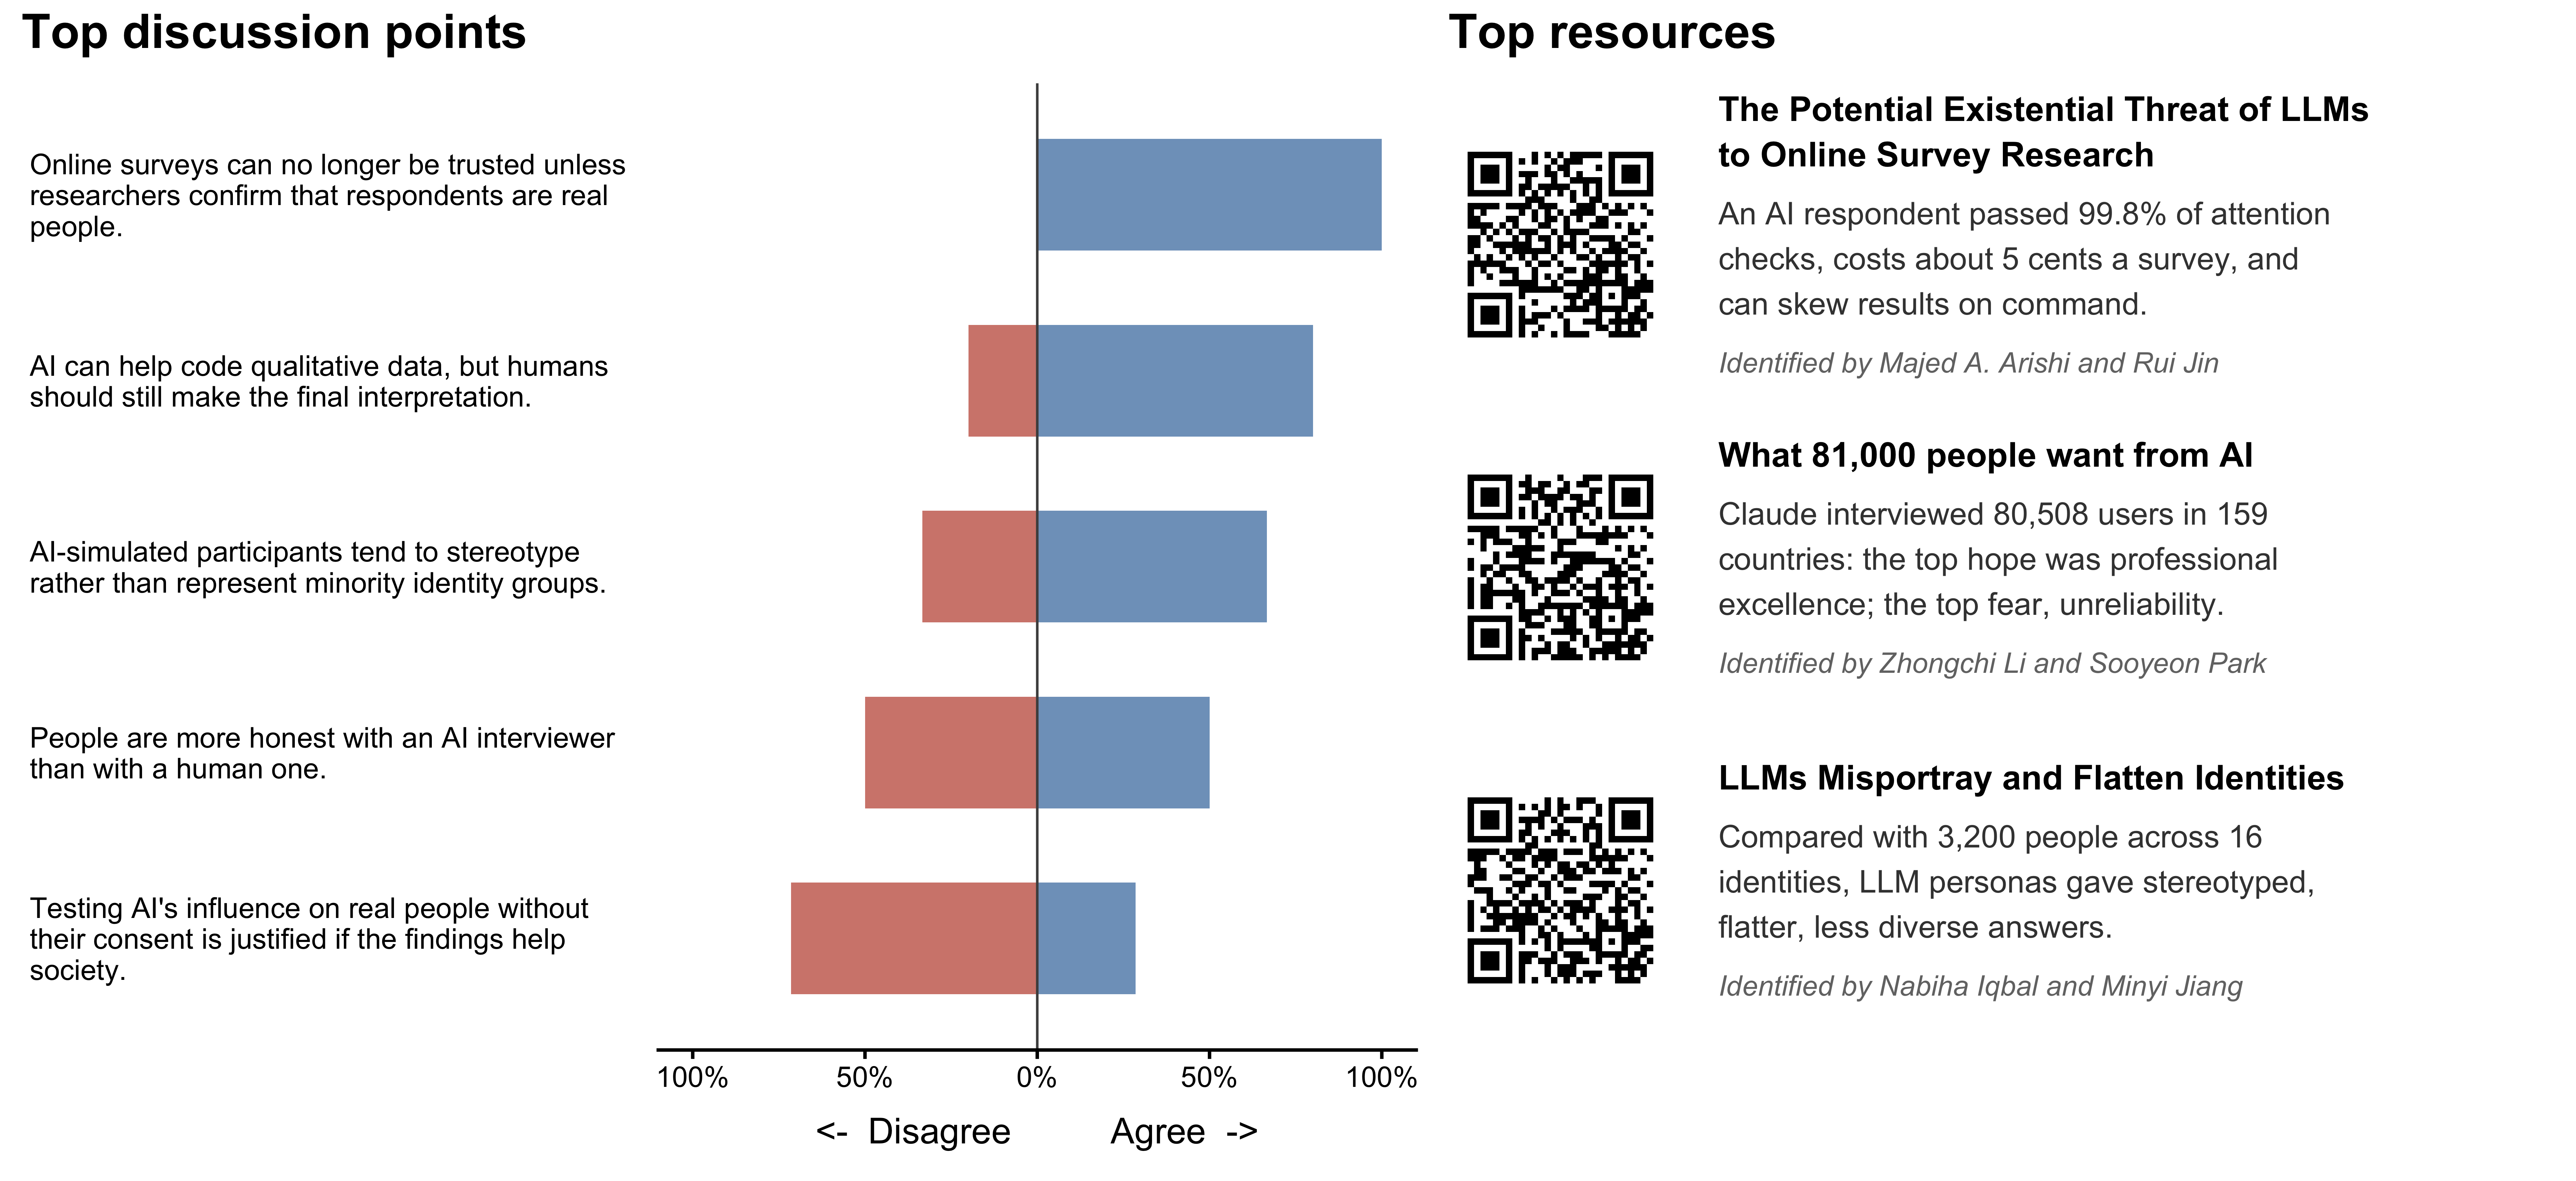 Top discussion points
Online surveys can no longer be trusted unless
researchers confirm that respondents are real
people.
AI can help code qualitative data, but humans
should still make the final interpretation.
AI-simulated participants tend to stereotype
rather than represent minority identity groups.
People are more honest with an AI interviewer
than with a human one.
Testing AI's influence on real people without
their consent is justified if the findings help
society.
100% 50% 0% 50% 100%
<- Disagree Agree ->
Top resources
The Potential Existential Threat of LLMs
to Online Survey Research
An AI respondent passed 99.8% of attention
checks, costs about 5 cents a survey, and
can skew results on command.
Identified by Majed A. Arishi and Rui Jin
What 81,000 people want from AI
Claude interviewed 80,508 users in 159
countries: the top hope was professional
excellence; the top fear, unreliability.
Identified by Zhongchi Li and Sooyeon Park
LLMs Misportray and Flatten Identities
Compared with 3,200 people across 16
identities, LLM personas gave stereotyped,
flatter, less diverse answers.
Identified by Nabiha Iqbal and Minyi Jiang